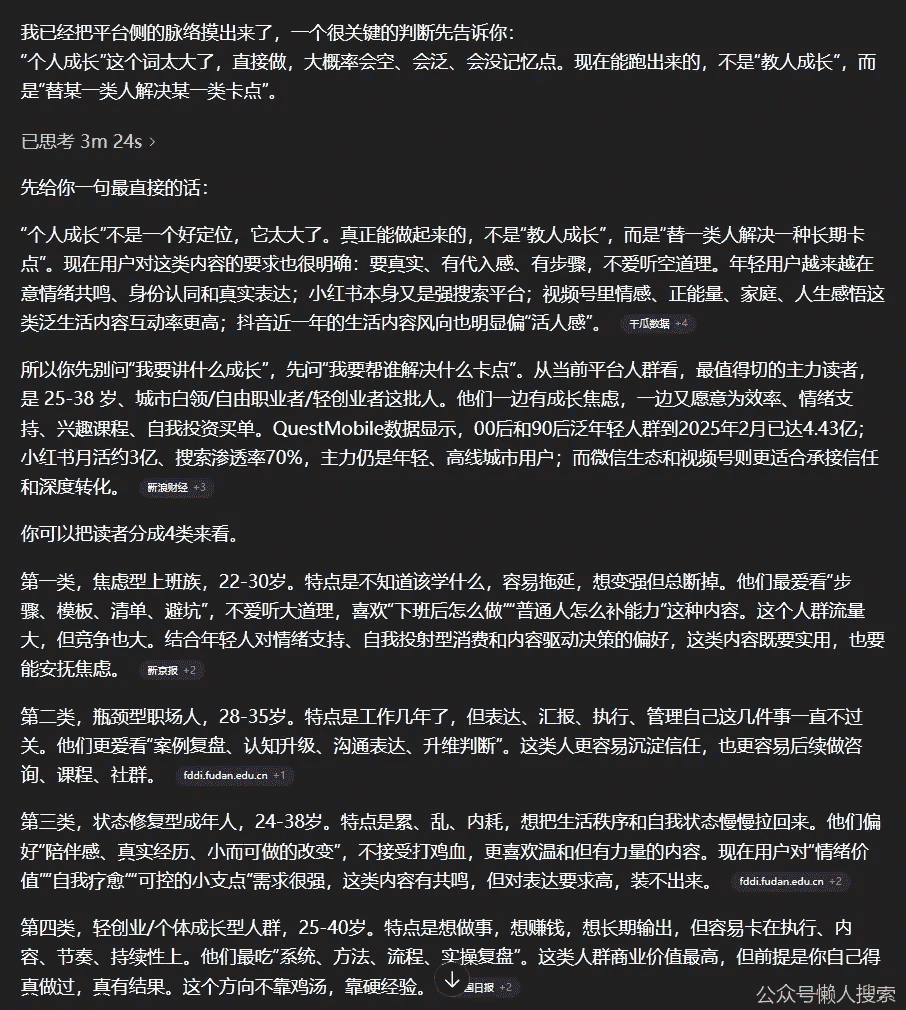 我已经把平台侧的脉络摸出来了，一个很关键的判断先告诉你：
“个人成长”这个词太大了，直接做，大概率会空、会泛、会没记忆点。现在能跑出来的，不是“教人成长”，而
是“替某一类人解决某一类卡点”。
已思考 3m 24s >
先给你一句最直接的话：
“个人成长”不是一个好定位，它太大了。真正能做起来的，不是“教人成长”，而是“替一类人解决一种长期卡
点”。现在用户对这类内容的要求也很明确：要真实、有代入感、有步骤，不爱听空道理。年轻用户越来越在
意情绪共鸣、身份认同和真实表达；小红书本身又是强搜索平台；视频号里情感、正能量、家庭、人生感悟这
类泛生活内容互动率更高；抖音近一年的生活内容风向也明显偏“活人感”。 千瓜数据 +4
所以你先别问“我要讲什么成长”，先问“我要帮谁解决什么卡点”。从当前平台人群看，最值得切的主力读者，
是 25-38 岁、城市白领/自由职业者/轻创业者这批人。他们一边有成长焦虑，一边又愿意为效率、情绪支
持、兴趣课程、自我投资买单。QuestMobile数据显示，00后和90后泛年轻人群到2025年2月已达4.43亿；
小红书月活约3亿、搜索渗透率70%，主力仍是年轻、高线城市用户；而微信生态和视频号则更适合承接信任
和深度转化。 新浪财经 +3
你可以把读者分成4类来看。
第一类，焦虑型上班族，22-30岁。特点是不知道该学什么，容易拖延，想变强但总断掉。他们最爱看“步
骤、模板、清单、避坑”，不爱听大道理，喜欢“下班后怎么做”“普通人怎么补能力”这种内容。这个人群流量
大，但竞争也大。结合年轻人对情绪支持、自我投射型消费和内容驱动决策的偏好，这类内容既要实用，也要
能安抚焦虑。 新京报 +2
第二类，瓶颈型职场人，28-35岁。特点是工作几年了，但表达、汇报、执行、管理自己这几件事一直不过
关。他们更爱看“案例复盘、认知升级、沟通表达、升维判断”。这类人更容易沉淀信任，也更容易后续做咨
询、课程、社群。 fddi.fudan.edu.cn +1
第三类，状态修复型成年人，24-38岁。特点是累、乱、内耗，想把生活秩序和自我状态慢慢拉回来。他们偏
好“陪伴感、真实经历、小而可做的改变”，不接受打鸡血，更喜欢温和但有力量的内容。现在用户对“情绪价
值”“自我疗愈”“可控的小支点”需求很强，这类内容有共鸣，但对表达要求高，装不出来。 fddi.fudan.edu.cn +2
第四类，轻创业/个体成长型人群，25-40岁。特点是想做事，想赚钱，想长期输出，但容易卡在执行、内
容、节奏、持续性上。他们最吃“系统、方法、流程、实操复盘”。这类人群商业价值最高，但前提是你自己得
真做过，真有结果。这个方向不靠鸡汤，靠硬经验。 国日报 +2
公众号懒人搜索